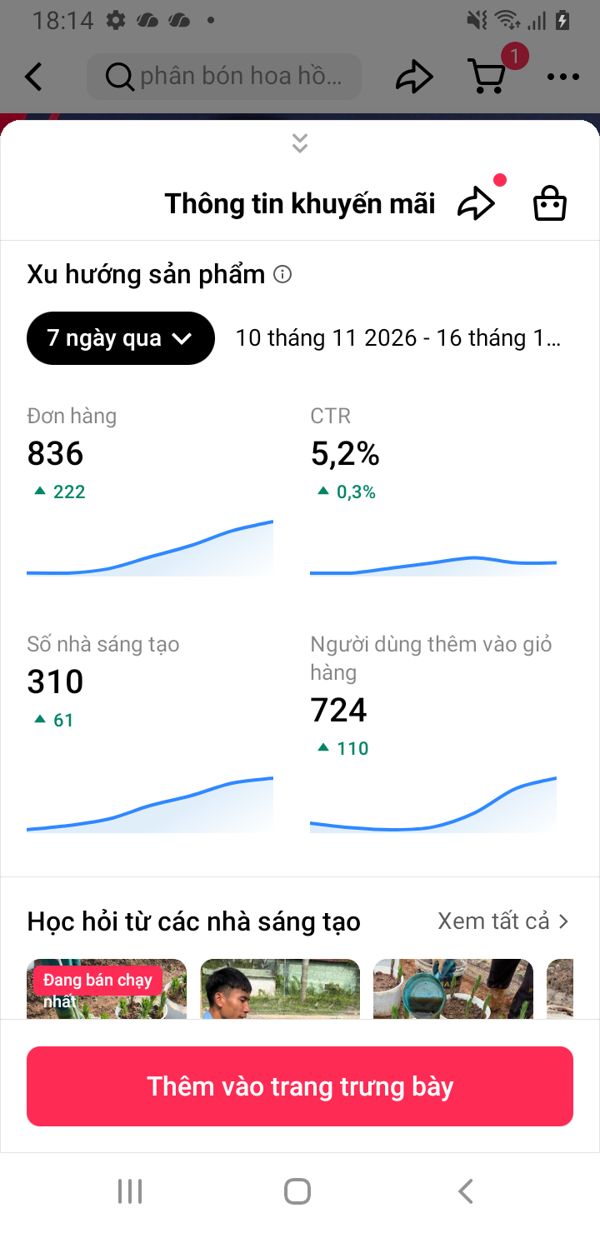 18:14
phân bón hoa hồ...
1
Thông tin khuyến mãi
Xu hướng sản phẩm
7 ngày qua
10 tháng 11 2026 - 16 tháng 1...
Đơn hàng
836
222
CTR
5,2%
0,3%
Số nhà sáng tạo
310
61
Người dùng thêm vào giỏ
hàng
724
110
Học hỏi từ các nhà sáng tạo
Xem tất cả
Đang bán chạy
nhất
Thêm vào trang trưng bày